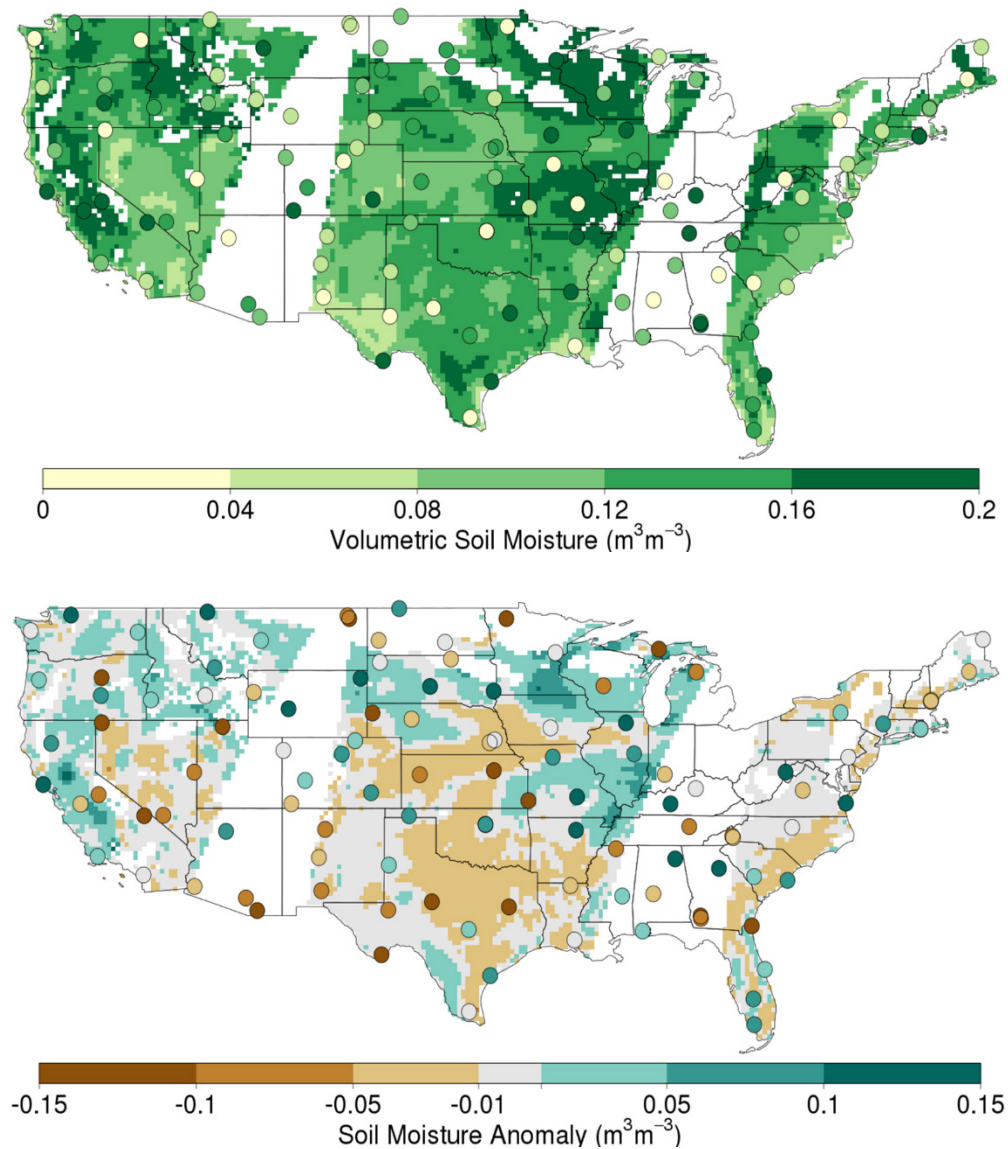 0 0.04 0.08 0.12 0.16 0.2
Volumetric Soil Moisture (m³m⁻³)
-0.15 -0.1 -0.05 -0.01 0.05 0.1 0.15
Soil Moisture Anomaly (m³m⁻³)